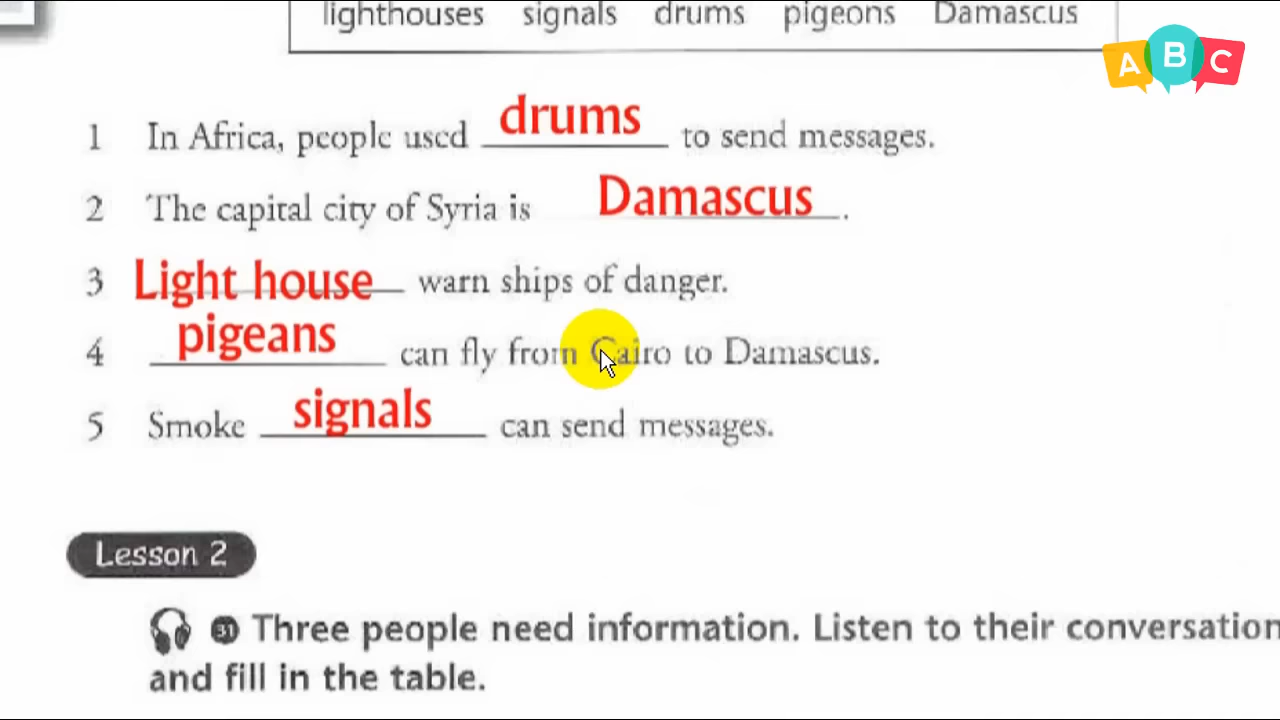 lighthouses signals drums pigeons Damascus
A B C
1 In Africa, people used drums to send messages.
2 The capital city of Syria is Damascus.
3 Light house warn ships of danger.
4 pigeans can fly from Cairo to Damascus.
5 Smoke signals can send messages.
Lesson 2
31 Three people need information. Listen to their conversation
and fill in the table.